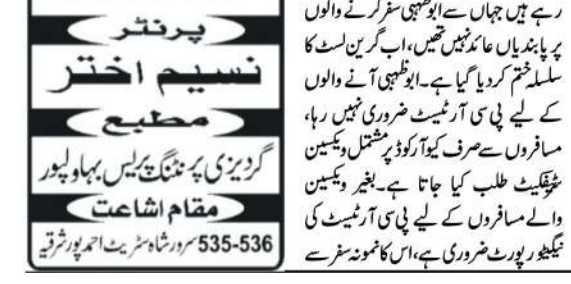 رہے ہیں جہاں سے ابوظہبی سفر کرنے والوں
پر پابندیاں عائد نہیں تھیں، اب گرین لسٹ کا
سلسلہ ختم کردیا گیا ہے۔ ابوظہبی آنے والوں
کے لیے پی سی آر ٹیسٹ ضروری نہیں رہا،
مسافروں سے صرف کیو آر کوڈ پر مشتمل ویکسین
سرٹیفکیٹ طلب کیا جاتا ہے۔ بغیر ویکسین
والے مسافروں کے لیے پی سی آر ٹیسٹ کی
نیگیٹو رپورٹ ضروری ہے، اس کا نمونہ سفر سے
پرنٹر
نسیم اختر
مطبع
گردیزی پرنٹنگ پریس بہاولپور
مقام اشاعت
535-536 سرور شاہ سٹریٹ احمد پور شرقیہ